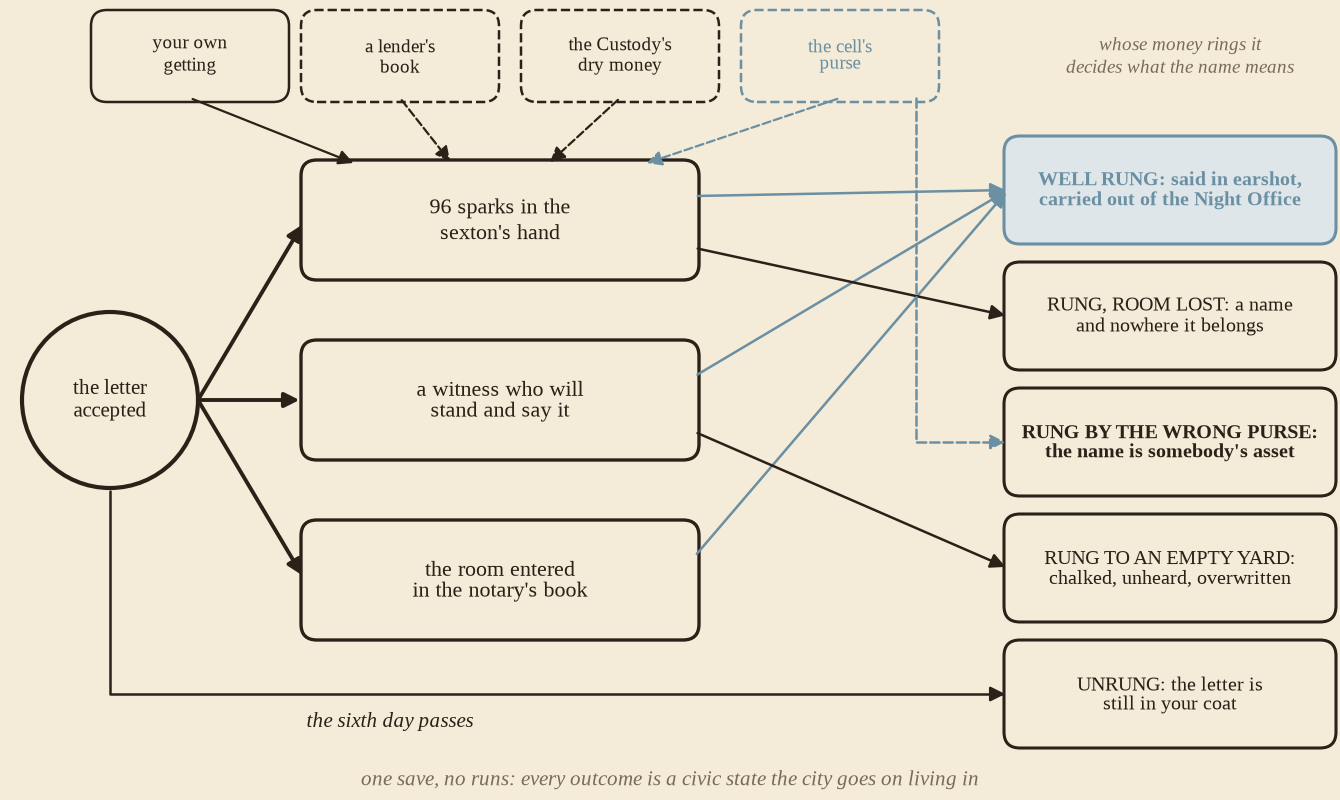 your own
getting
a lender's
book
the Custody's
dry money
the cell's
purse
whose money rings it
decides what the name means
96 sparks in the
sexton's hand
WELL RUNG: said in earshot,
carried out of the Night Office
RUNG, ROOM LOST: a name
and nowhere it belongs
the letter
accepted
a witness who will
stand and say it
RUNG BY THE WRONG PURSE:
the name is somebody's asset
the room entered
in the notary's book
RUNG TO AN EMPTY YARD:
chalked, unheard, overwritten
UNRUNG: the letter is
still in your coat
the sixth day passes
one save, no runs: every outcome is a civic state the city goes on living in